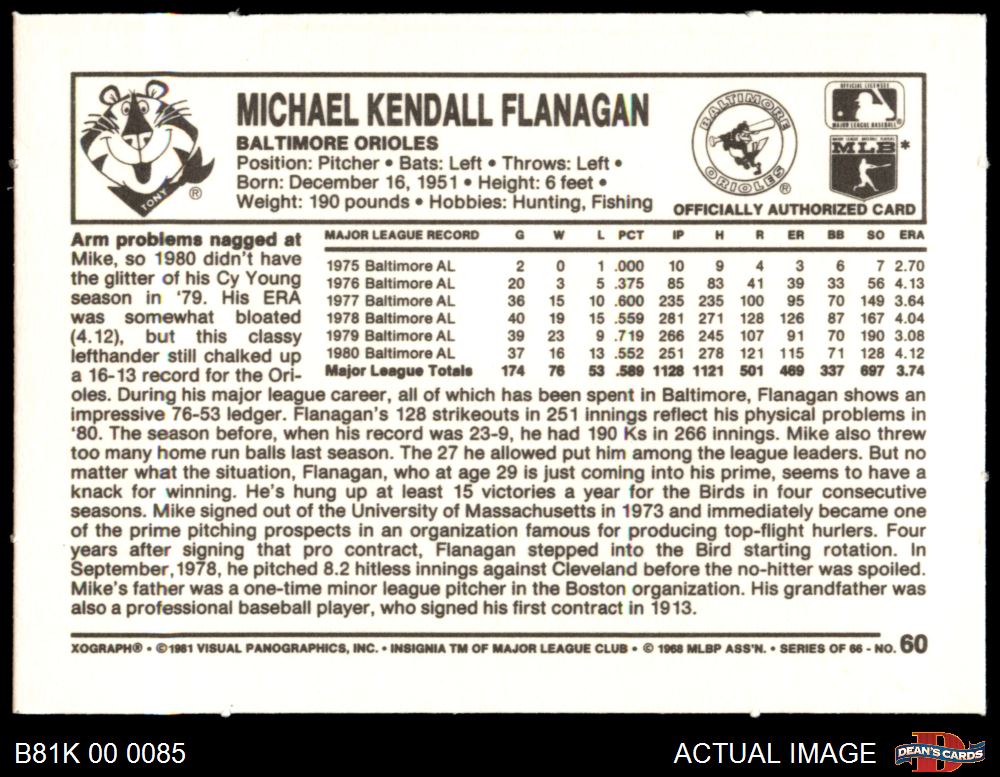 MICHAEL KENDALL FLANAGAN
BALTIMORE ORIOLES
Position: Pitcher • Bats: Left • Throws: Left •
Born: December 16, 1951 • Height: 6 feet •
Weight: 190 pounds • Hobbies: Hunting, Fishing
TONY ®
BALTIMORE
ORIOLES ®
OFFICIAL LICENSEE
MAJOR LEAGUE BASEBALL
MLB*
OFFICIALLY AUTHORIZED CARD
MAJOR LEAGUE RECORD G W L PCT IP H R ER BB SO ERA
1975 Baltimore AL 2 0 1 .000 10 9 4 3 6 7 2.70
1976 Baltimore AL 20 3 5 .375 85 83 41 39 33 56 4.13
1977 Baltimore AL 36 15 10 .600 235 235 100 95 70 149 3.64
1978 Baltimore AL 40 19 15 .559 281 271 128 126 87 167 4.04
1979 Baltimore AL 39 23 9 .719 266 245 107 91 70 190 3.08
1980 Baltimore AL 37 16 13 .552 251 278 121 115 71 128 4.12
Major League Totals 174 76 53 .589 1128 1121 501 469 337 697 3.74
Arm problems nagged at
Mike, so 1980 didn't have
the glitter of his Cy Young
season in '79. His ERA
was somewhat bloated
(4.12), but this classy
lefthander still chalked up
a 16-13 record for the Ori-
oles. During his major league career, all of which has been spent in Baltimore, Flanagan shows an
impressive 76-53 ledger. Flanagan's 128 strikeouts in 251 innings reflect his physical problems in
'80. The season before, when his record was 23-9, he had 190 Ks in 266 innings. Mike also threw
too many home run balls last season. The 27 he allowed put him among the league leaders. But no
matter what the situation, Flanagan, who at age 29 is just coming into his prime, seems to have a
knack for winning. He's hung up at least 15 victories a year for the Birds in four consecutive
seasons. Mike signed out of the University of Massachusetts in 1973 and immediately became one
of the prime pitching prospects in an organization famous for producing top-flight hurlers. Four
years after signing that pro contract, Flanagan stepped into the Bird starting rotation. In
September, 1978, he pitched 8.2 hitless innings against Cleveland before the no-hitter was spoiled.
Mike's father was a one-time minor league pitcher in the Boston organization. His grandfather was
also a professional baseball player, who signed his first contract in 1913.
XOGRAPH® • ©1981 VISUAL PANOGRAPHICS, INC. • INSIGNIA TM OF MAJOR LEAGUE CLUB • © 1968 MLBP ASS'N. • SERIES OF 66 - NO. 60
B81K 00 0085
ACTUAL IMAGE
DEAN'S CARDS